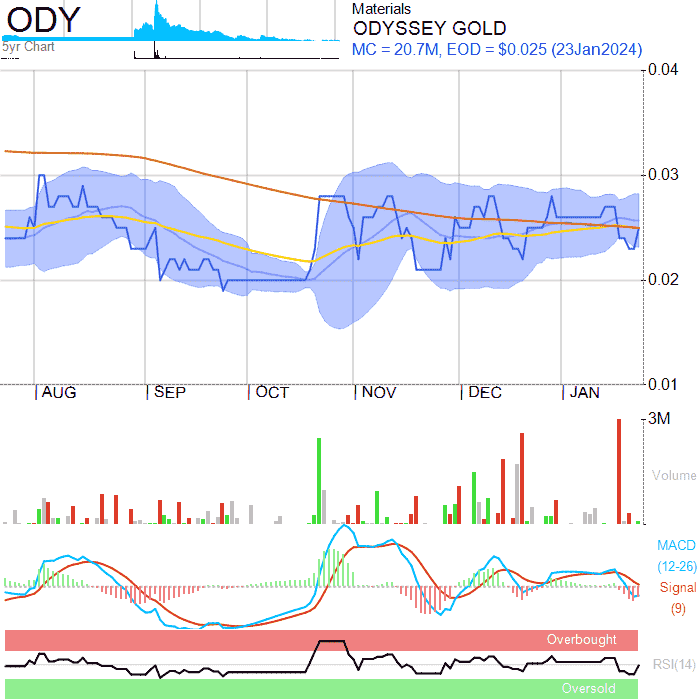 ODY
5yr Chart
Materials
ODYSSEY GOLD
MC = 20.7M, EOD = $0.025 (23Jan2024)
0.04
0.03
0.02
0.01
AUG SEP OCT NOV DEC JAN
3M
Volume
MACD
(12-26)
Signal
(9)
Overbought
RSI(14)
Oversold